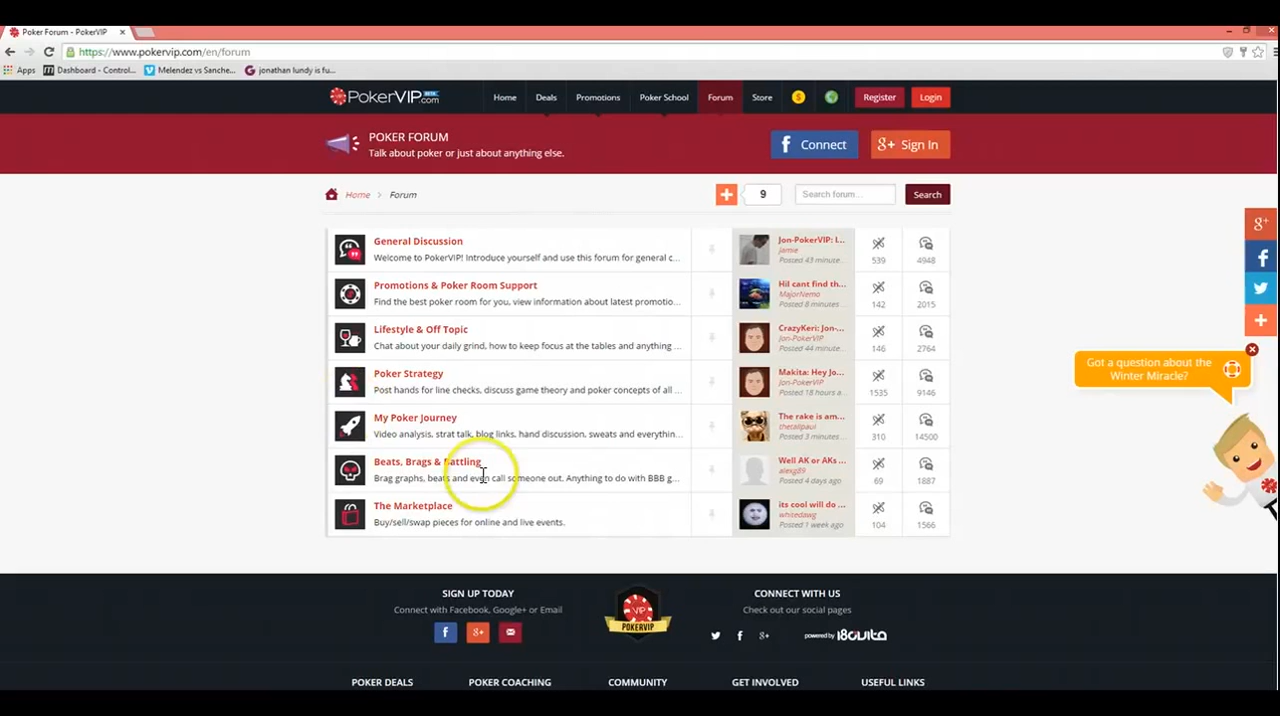 Poker Forum - PokerVIP
https://www.pokervip.com/en/forum
Apps Dashboard - Control... Melendez vs Sanche... jonathan lundy is fu...
PokerVIP.com BETA Home Deals Promotions Poker School Forum Store Register Login
POKER FORUM
Talk about poker or just about anything else.
f Connect g+ Sign In
Home > Forum + 9 Search forum... Search
General Discussion
Welcome to PokerVIP! Introduce yourself and use this forum for general c...
Jon-PokerVIP: I...
jamie
Posted 43 minute...
539 4948
Promotions & Poker Room Support
Find the best poker room for you, view information about latest promotio...
HiI cant find th...
MajorNemo
Posted 8 minute...
142 2015
Lifestyle & Off Topic
Chat about your daily grind, how to keep focus at the tables and anything ...
CrazyKeri: Jon-...
Jon-PokerVIP
Posted 44 minute...
146 2764
Poker Strategy
Post hands for line checks, discuss game theory and poker concepts of all ...
Makita: Hey Jo...
Jon-PokerVIP
Posted 18 hours a...
1535 9146
My Poker Journey
Video analysis, strat talk, blog links, hand discussion, sweats and everythin...
The rake is am...
thetallpaul
Posted 3 minute...
310 14500
Beats, Brags & Battling
Brag graphs, beats and even call someone out. Anything to do with BBB g...
Well AK or AKs ...
alexg89
Posted 4 days ago
69 1887
The Marketplace
Buy/sell/swap pieces for online and live events.
its cool will do ...
whitedawg
Posted 1 week ago
104 1566
Got a question about the
Winter Miracle?
SIGN UP TODAY
Connect with Facebook, Google+ or Email
f g+
VIP
POKERVIP
CONNECT WITH US
Check out our social pages
powered by i8avita
POKER DEALS POKER COACHING COMMUNITY GET INVOLVED USEFUL LINKS